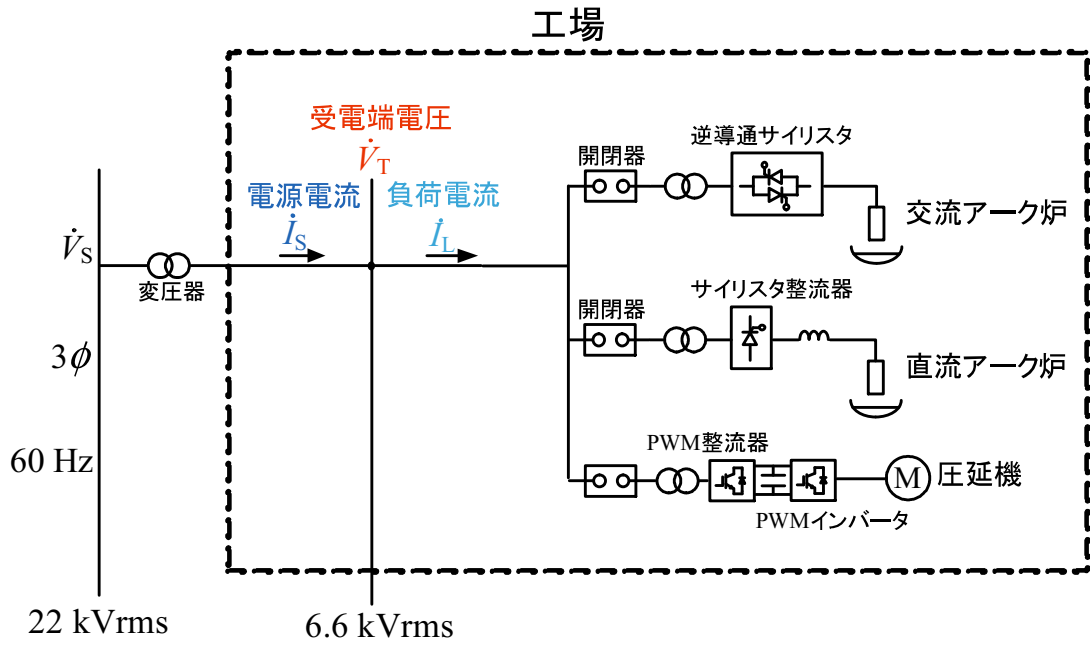 工場
受電端電圧
V̇T
電源電流
İS
負荷電流
İL
V̇S
変圧器
3ϕ
60 Hz
22 kVrms
6.6 kVrms
開閉器
逆導通サイリスタ
交流アーク炉
開閉器
サイリスタ整流器
直流アーク炉
PWM整流器
M
圧延機
PWMインバータ